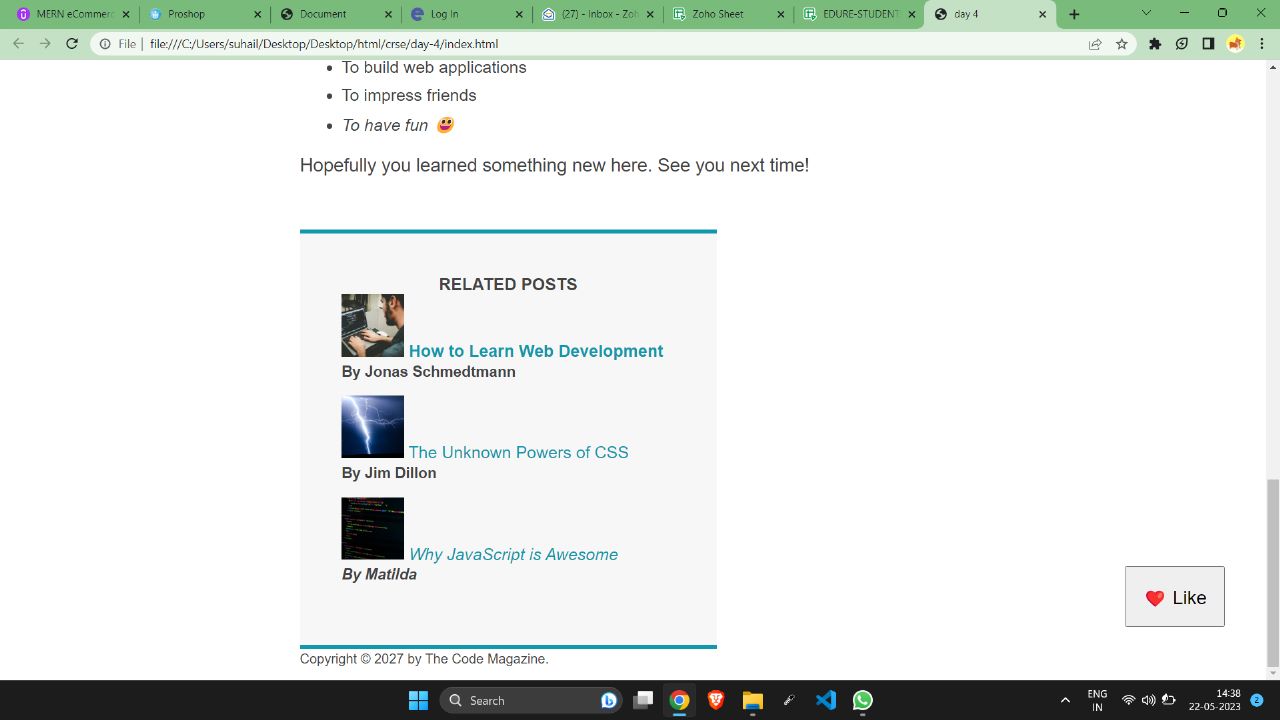 MERN eCommerc
Proshop
Document
Log In
(27) - Inbox - Zoh
Zoho Sheet
EDURE-STUDENT
day 4
File | file:///C:/Users/suhail/Desktop/Desktop/html/crse/day-4/index.html
• To build web applications
• To impress friends
• To have fun 😃
Hopefully you learned something new here. See you next time!
RELATED POSTS
How to Learn Web Development
By Jonas Schmedtmann
The Unknown Powers of CSS
By Jim Dillon
Why JavaScript is Awesome
By Matilda
❤️ Like
Copyright © 2027 by The Code Magazine.
Search
ENG
IN
14:38
22-05-2023
2